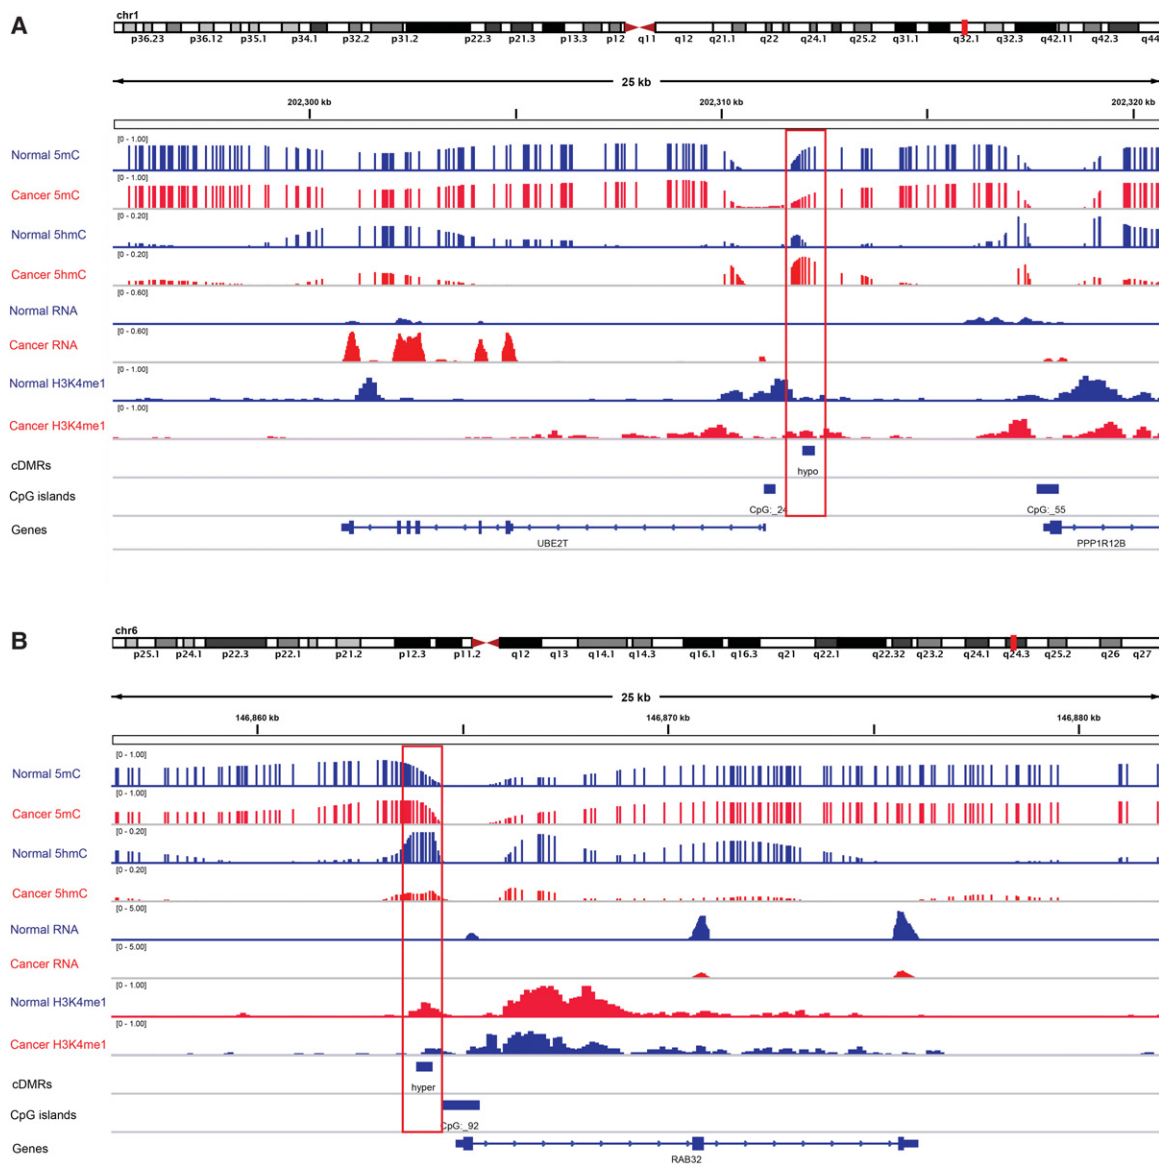 A
chr1
p36.23 p36.12 p35.1 p34.1 p32.2 p31.2 p22.3 p21.3 p13.3 p12 q11 q12 q21.1 q22 q24.1 q25.2 q31.1 q32.1 q32.3 q42.11 q42.3 q44
25 kb
202,300 kb 202,310 kb 202,320 kb
[0 - 1.00]
Normal 5mC
[0 - 1.00]
Cancer 5mC
[0 - 0.20]
Normal 5hmC
[0 - 0.20]
Cancer 5hmC
[0 - 0.60]
Normal RNA
[0 - 0.60]
Cancer RNA
[0 - 1.00]
Normal H3K4me1
[0 - 1.00]
Cancer H3K4me1
cDMRs
hypo
CpG islands
CpG:_24 CpG:_55
Genes
UBE2T PPP1R12B
B
chr6
p25.1 p24.1 p22.3 p22.1 p21.2 p12.3 p11.2 q12 q13 q14.1 q14.3 q16.1 q16.3 q21 q22.1 q22.32 q23.2 q24.1 q24.3 q25.2 q26 q27
25 kb
146,860 kb 146,870 kb 146,880 kb
[0 - 1.00]
Normal 5mC
[0 - 1.00]
Cancer 5mC
[0 - 0.20]
Normal 5hmC
[0 - 0.20]
Cancer 5hmC
[0 - 5.00]
Normal RNA
[0 - 5.00]
Cancer RNA
[0 - 1.00]
Normal H3K4me1
[0 - 1.00]
Cancer H3K4me1
cDMRs
hyper
CpG islands
CpG:_92
Genes
RAB32